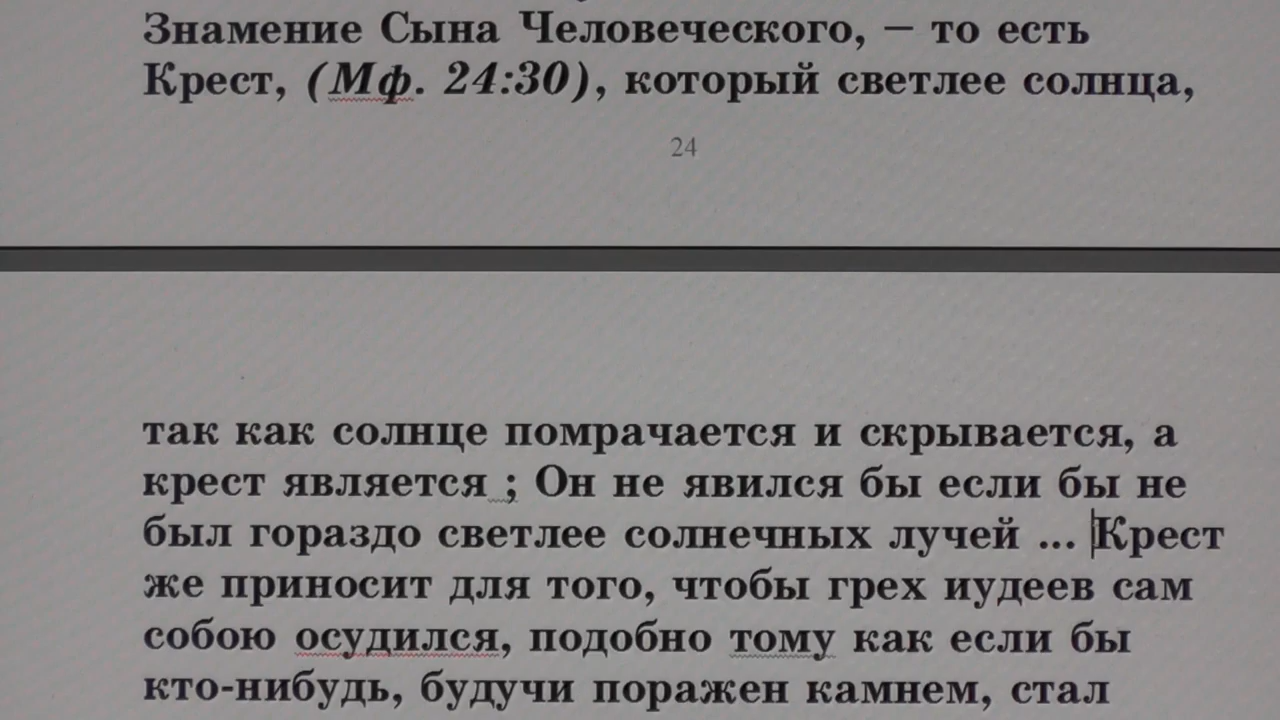 Знамение Сына Человеческого, – то есть
Крест, (Мф. 24:30), который светлее солнца,
24
так как солнце помрачается и скрывается, а
крест является ; Он не явился бы если бы не
был гораздо светлее солнечных лучей ... Крест
же приносит для того, чтобы грех иудеев сам
собою осудился, подобно тому как если бы
кто-нибудь, будучи поражен камнем, стал